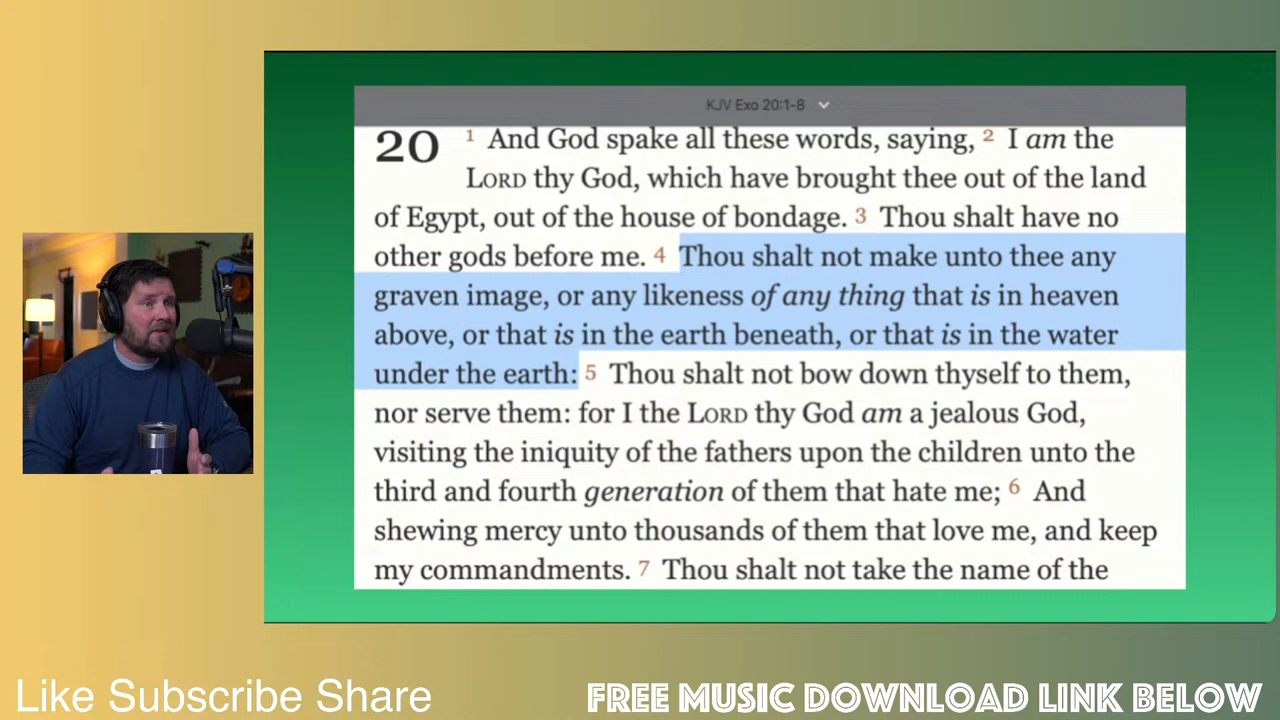 KJV Exo 20:1-8
20 1 And God spake all these words, saying, 2 I am the
LORD thy God, which have brought thee out of the land
of Egypt, out of the house of bondage. 3 Thou shalt have no
other gods before me. 4 Thou shalt not make unto thee any
graven image, or any likeness of any thing that is in heaven
above, or that is in the earth beneath, or that is in the water
under the earth: 5 Thou shalt not bow down thyself to them,
nor serve them: for I the LORD thy God am a jealous God,
visiting the iniquity of the fathers upon the children unto the
third and fourth generation of them that hate me; 6 And
shewing mercy unto thousands of them that love me, and keep
my commandments. 7 Thou shalt not take the name of the
Like Subscribe Share
FREE MUSIC DOWNLOAD LINK BELOW